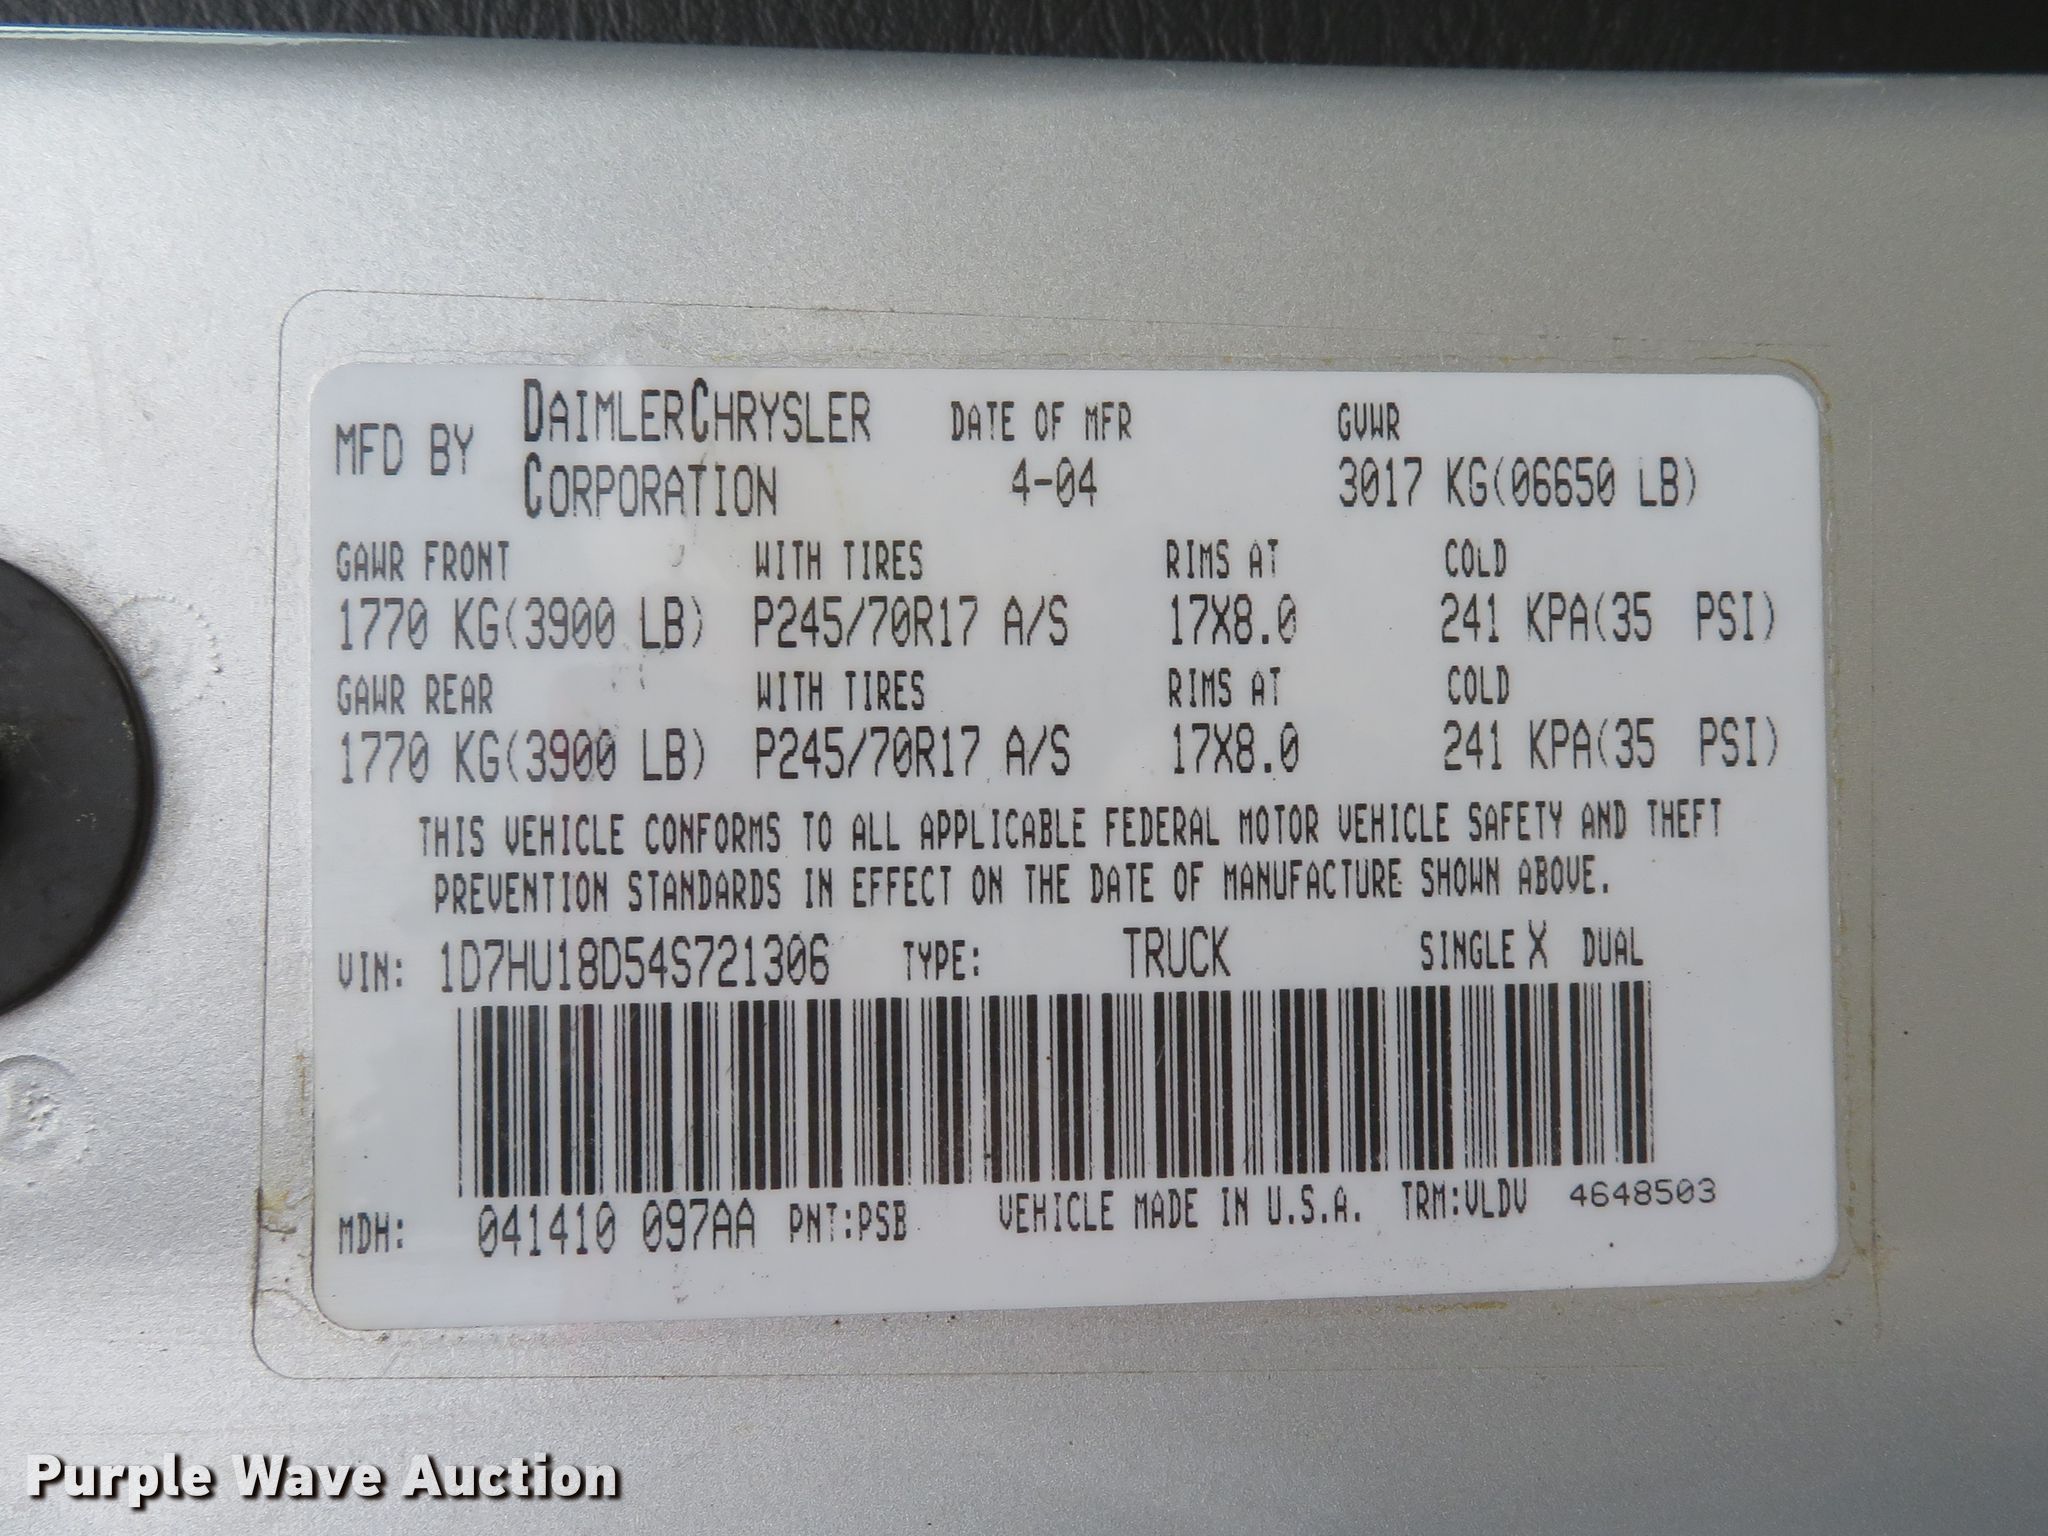 MFD BY DAIMLERCHRYSLER CORPORATION DATE OF MFR 4-04 GVWR 3017 KG(06650 LB)
GAWR FRONT WITH TIRES RIMS AT COLD
1770 KG(3900 LB) P245/70R17 A/S 17X8.0 241 KPA(35 PSI)
GAWR REAR WITH TIRES RIMS AT COLD
1770 KG(3900 LB) P245/70R17 A/S 17X8.0 241 KPA(35 PSI)
THIS VEHICLE CONFORMS TO ALL APPLICABLE FEDERAL MOTOR VEHICLE SAFETY AND THEFT
PREVENTION STANDARDS IN EFFECT ON THE DATE OF MANUFACTURE SHOWN ABOVE.
VIN: 1D7HU18D54S721306 TYPE: TRUCK SINGLE X DUAL
MDH: 041410 097AA PNT:PSB VEHICLE MADE IN U.S.A. TRM:VLDV 4648503
Purple Wave Auction